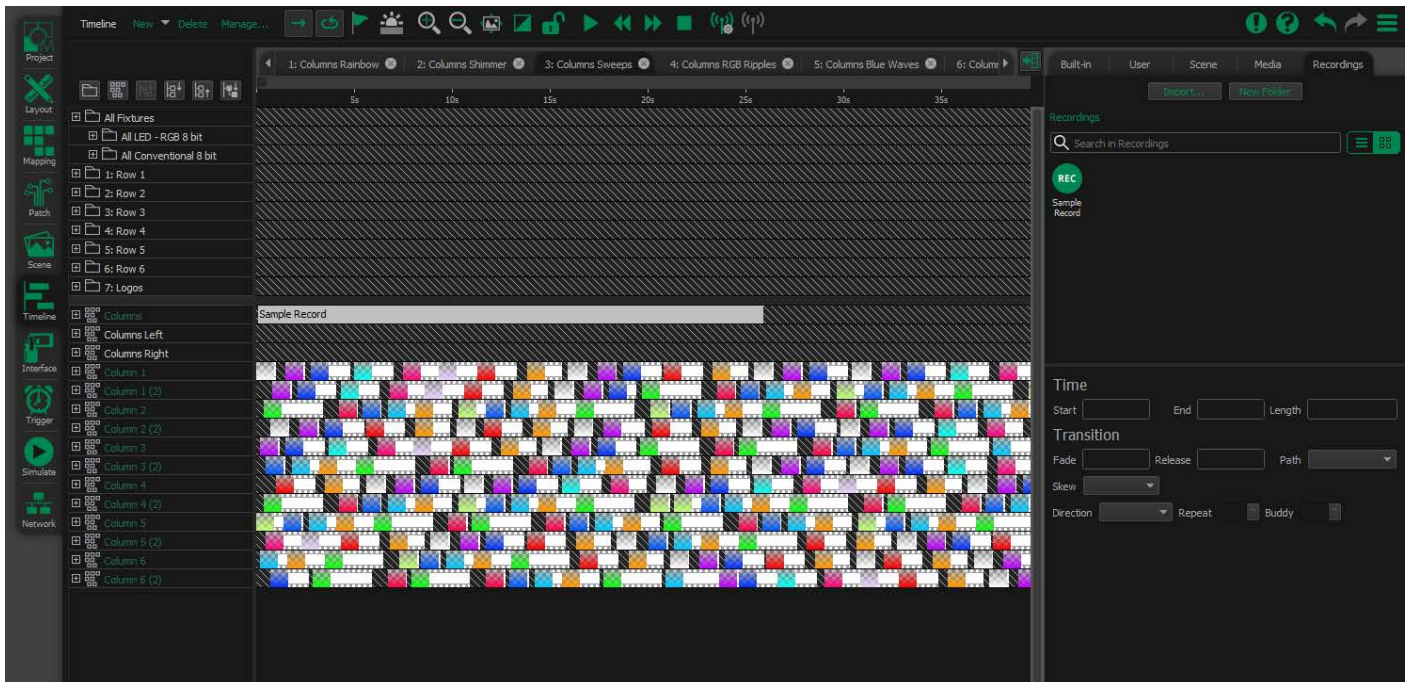 Timeline New Delete Manage...
Project
Layout
Mapping
Patch
Scene
Timeline
Interface
Trigger
Simulate
Network
1: Columns Rainbow 2: Columns Shimmer 3: Columns Sweeps 4: Columns RGB Ripples 5: Columns Blue Waves 6: Column
5s 10s 15s 20s 25s 30s 35s
All Fixtures
All LED - RGB 8 bit
All Conventional 8 bit
1: Row 1
2: Row 2
3: Row 3
4: Row 4
5: Row 5
6: Row 6
7: Logos
Columns
Sample Record
Columns Left
Columns Right
Column 1
Column 1 (2)
Column 2
Column 2 (2)
Column 3
Column 3 (2)
Column 4
Column 4 (2)
Column 5
Column 5 (2)
Column 6
Column 6 (2)
Built-in User Scene Media Recordings
Import... New Folder
Recordings
Search in Recordings
REC
Sample
Record
Time
Start End Length
Transition
Fade Release Path
Skew
Direction Repeat Buddy